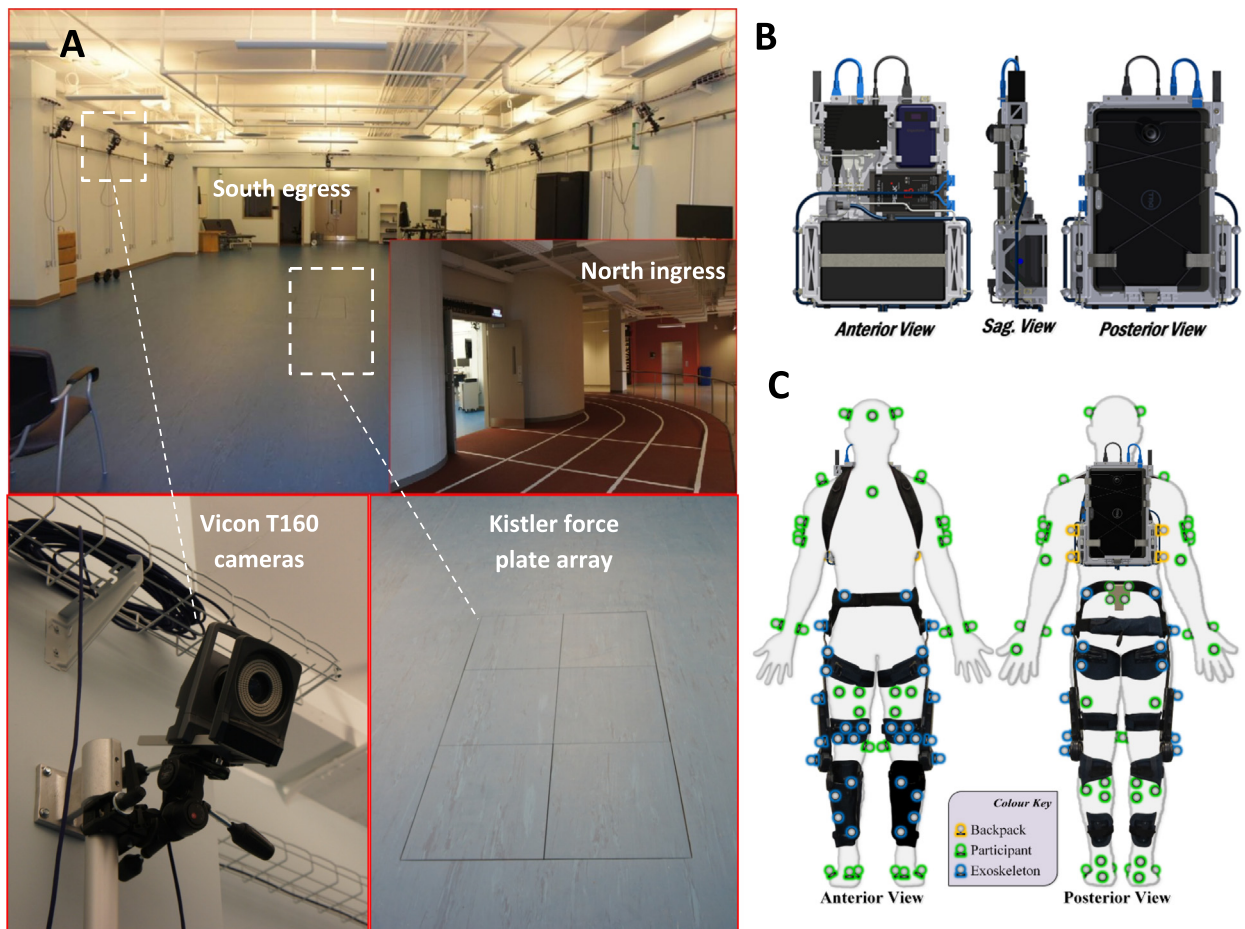 A
South egress
North ingress
Vicon T160
cameras
Kistler force
plate array
B
DELL
Anterior View
Sag. View
Posterior View
C
Colour Key
Backpack
Participant
Exoskeleton
Anterior View
Posterior View